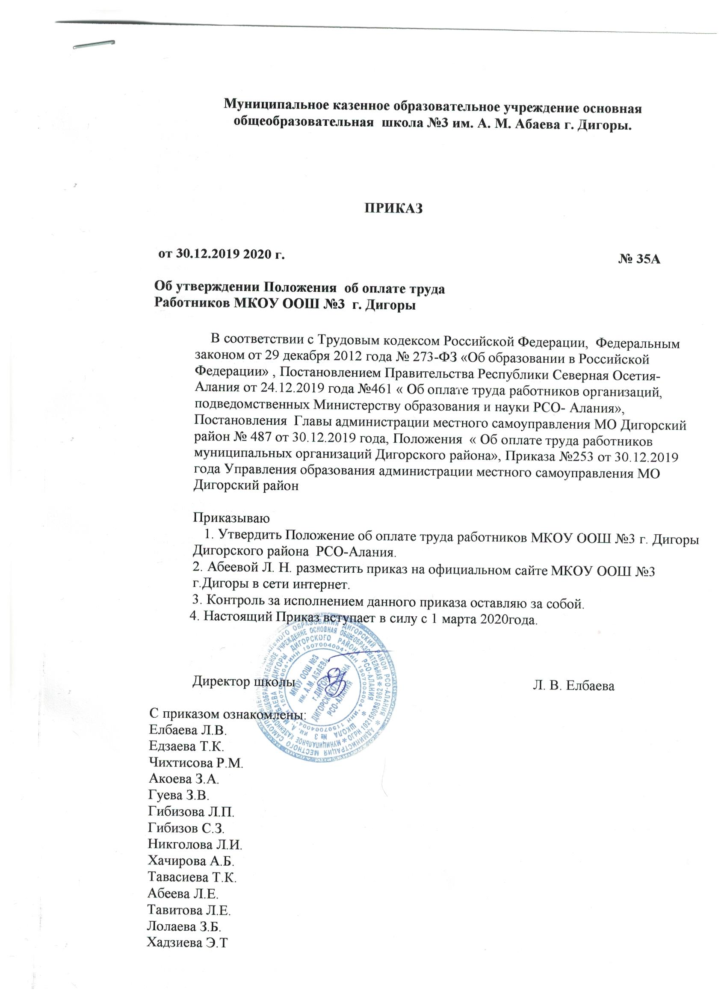 Муниципальное казенное образовательное учреждение основная
общеобразовательная школа №3 им. А. М. Абаева г. Дигоры.
ПРИКАЗ
от 30.12.2019 2020 г. № 35А
Об утверждении Положения об оплате труда
Работников МКОУ ООШ №3 г. Дигоры
В соответствии с Трудовым кодексом Российской Федерации, Федеральным
законом от 29 декабря 2012 года № 273-ФЗ «Об образовании в Российской
Федерации» , Постановлением Правительства Республики Северная Осетия-
Алания от 24.12.2019 года №461 « Об оплате труда работников организаций,
подведомственных Министерству образования и науки РСО- Алания»,
Постановления Главы администрации местного самоуправления МО Дигорский
район № 487 от 30.12.2019 года, Положения « Об оплате труда работников
муниципальных организаций Дигорского района», Приказа №253 от 30.12.2019
года Управления образования администрации местного самоуправления МО
Дигорский район
Приказываю
1. Утвердить Положение об оплате труда работников МКОУ ООШ №3 г. Дигоры
Дигорского района РСО-Алания.
2. Абеевой Л. Н. разместить приказ на официальном сайте МКОУ ООШ №3
г.Дигоры в сети интернет.
3. Контроль за исполнением данного приказа оставляю за собой.
4. Настоящий Приказ вступает в силу с 1 марта 2020года.
Директор школы Л. В. Елбаева
МКОУ ООШ №3
им. А.М. АБАЕВА
г.ДИГОРЫ
ДИГОРСКОГО РАЙОНА
РСО-АЛАНИЯ
С приказом ознакомлены:
Елбаева Л.В.
Едзаева Т.К.
Чихтисова Р.М.
Акоева З.А.
Гуева З.В.
Гибизова Л.П.
Гибизов С.З.
Никголова Л.И.
Хачирова А.Б.
Тавасиева Т.К.
Абеева Л.Е.
Тавитова Л.Е.
Лолаева З.Б.
Хадзиева Э.Т